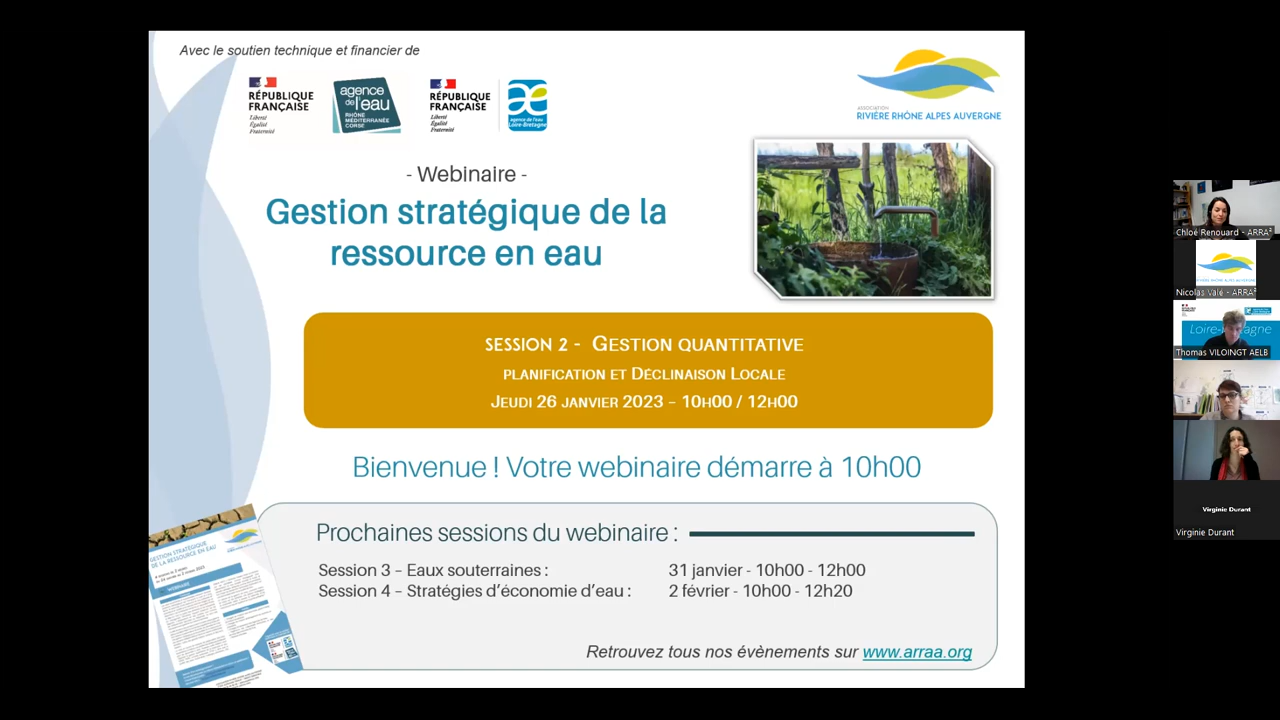 Avec le soutien technique et financier de
RÉPUBLIQUE
FRANÇAISE
Liberté
Égalité
Fraternité
agence
de l'eau
RHÔNE
MÉDITERRANÉE
CORSE
RÉPUBLIQUE
FRANÇAISE
Liberté
Égalité
Fraternité
agence de l'eau
Loire-Bretagne
ASSOCIATION
RIVIÈRE RHÔNE ALPES AUVERGNE
- Webinaire -
Gestion stratégique de la
ressource en eau
SESSION 2 - GESTION QUANTITATIVE
PLANIFICATION ET DÉCLINAISON LOCALE
JEUDI 26 JANVIER 2023 – 10H00 / 12H00
Bienvenue ! Votre webinaire démarre à 10h00
Prochaines sessions du webinaire :
Session 3 – Eaux souterraines : 31 janvier - 10h00 - 12h00
Session 4 – Stratégies d'économie d'eau : 2 février - 10h00 - 12h20
Retrouvez tous nos évènements sur www.arraa.org
GESTION STRATÉGIQUE
DE LA RESSOURCE EN EAU
Chloé Renouard - ARRA²
RIVIÈRE RHÔNE ALPES AUVERGNE
Nicolas Valé - ARRA²
Thomas VILOINGT AELB
Virginie Durant
Virginie Durant